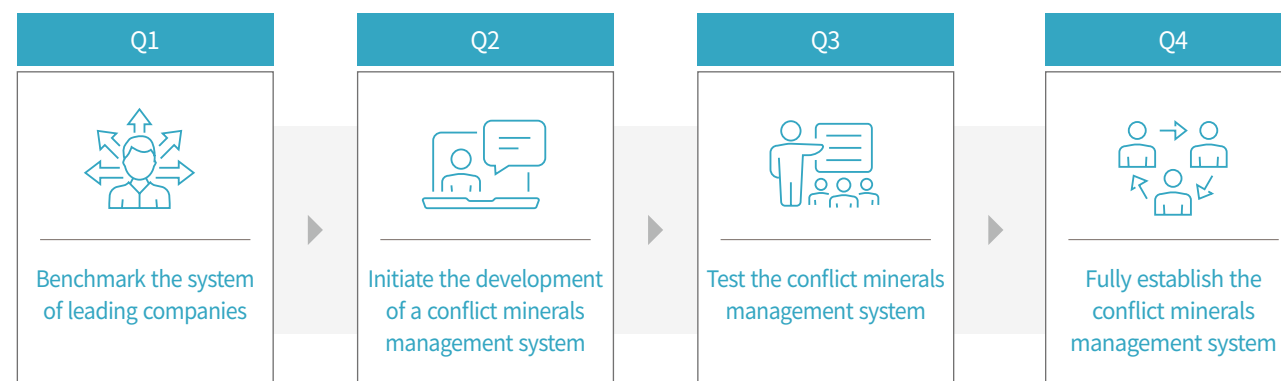 Q1
Benchmark the system
of leading companies
Q2
Initiate the development
of a conflict minerals
management system
Q3
Test the conflict minerals
management system
Q4
Fully establish the
conflict minerals
management system